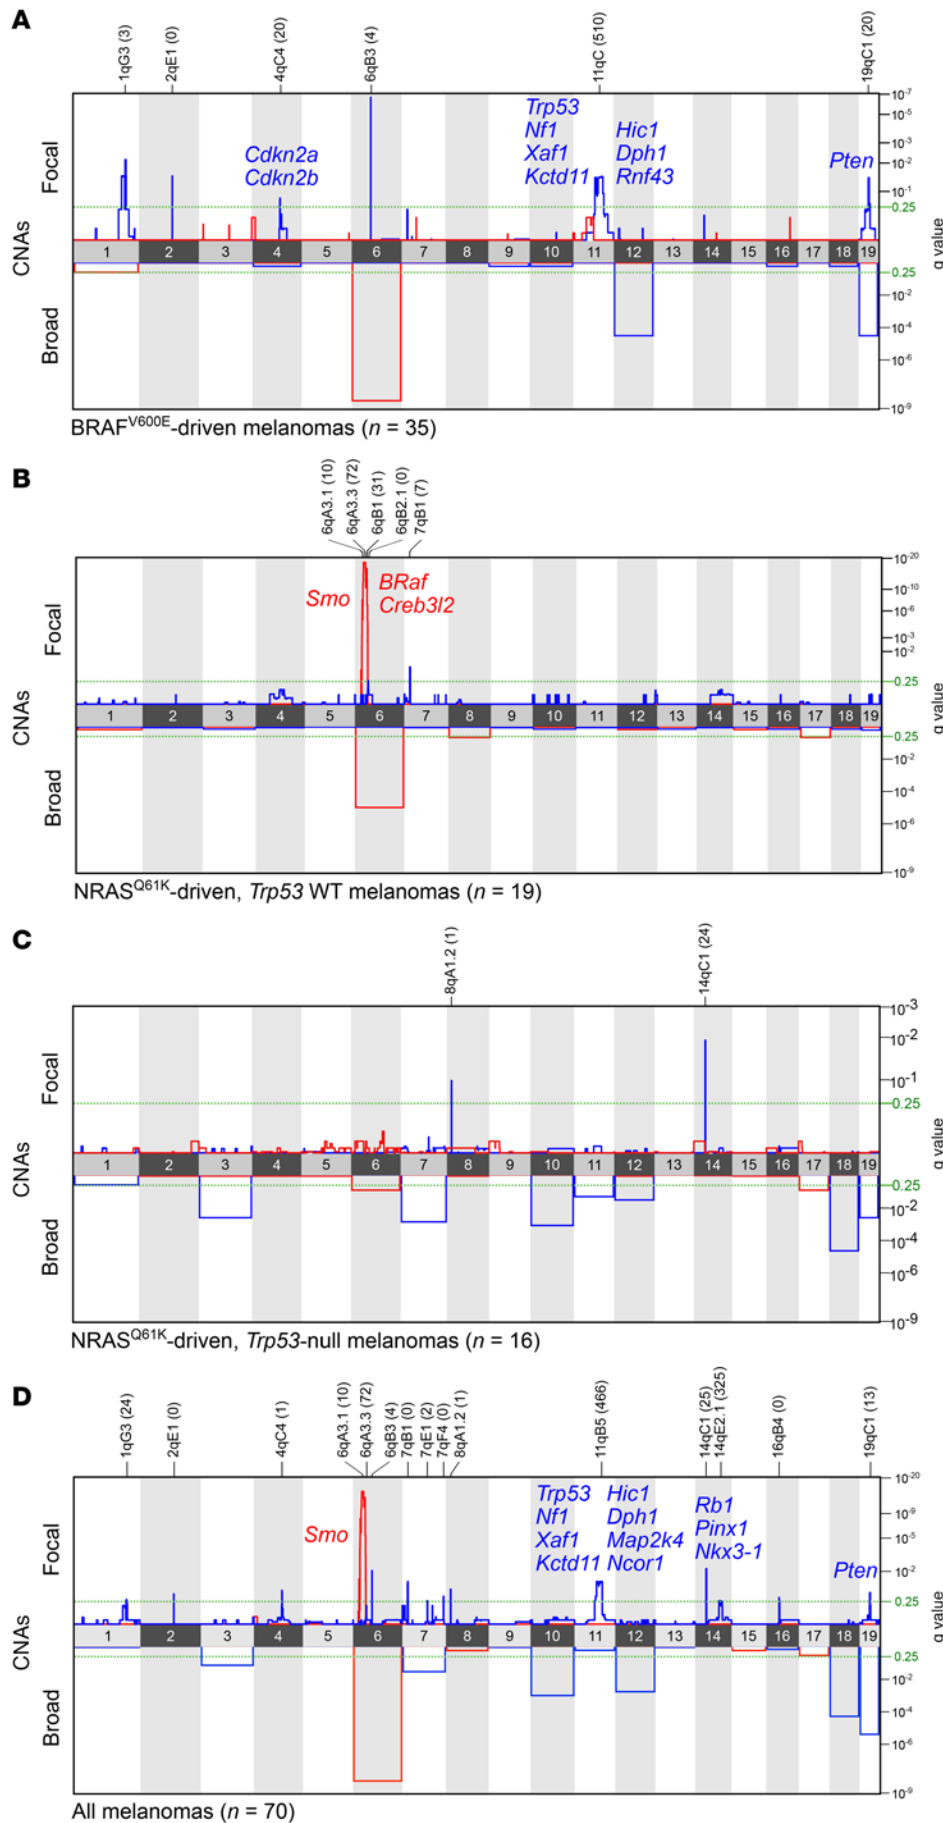 A
1qG3 (3)
2qE1 (0)
4qC4 (20)
6qB3 (4)
11qC (510)
19qC1 (20)
Focal
CNAs
Broad
Cdkn2a
Cdkn2b
Trp53
Nf1
Xaf1
Kctd11
Hic1
Dph1
Rnf43
Pten
10-7
10-5
10-3
10-2
10-1
0.25
1 2 3 4 5 6 7 8 9 10 11 12 13 14 15 16 17 18 19
0.25
10-2
10-4
10-6
10-9
q value
BRAFV600E-driven melanomas (n = 35)
B
6qA3.1 (10)
6qA3.3 (72)
6qB1 (31)
6qB2.1 (0)
7qB1 (7)
Focal
CNAs
Broad
Smo
BRaf
Creb3l2
10-20
10-10
10-6
10-3
10-2
0.25
1 2 3 4 5 6 7 8 9 10 11 12 13 14 15 16 17 18 19
0.25
10-2
10-4
10-6
10-9
q value
NRASQ61K-driven, Trp53 WT melanomas (n = 19)
C
8qA1.2 (1)
14qC1 (24)
Focal
CNAs
Broad
10-3
10-2
10-1
0.25
1 2 3 4 5 6 7 8 9 10 11 12 13 14 15 16 17 18 19
0.25
10-2
10-4
10-6
10-9
q value
NRASQ61K-driven, Trp53-null melanomas (n = 16)
D
1qG3 (24)
2qE1 (0)
4qC4 (1)
6qA3.1 (10)
6qA3.3 (72)
6qB3 (4)
7qB1 (0)
7qE1 (2)
7qF4 (0)
8qA1.2 (1)
11qB5 (466)
14qC1 (25)
14qE2.1 (325)
16qB4 (0)
19qC1 (13)
Focal
CNAs
Broad
Smo
Trp53
Nf1
Xaf1
Kctd11
Hic1
Dph1
Map2k4
Ncor1
Rb1
Pinx1
Nkx3-1
Pten
10-20
10-9
10-5
10-2
0.25
1 2 3 4 5 6 7 8 9 10 11 12 13 14 15 16 17 18 19
0.25
10-2
10-4
10-6
10-9
q value
All melanomas (n = 70)